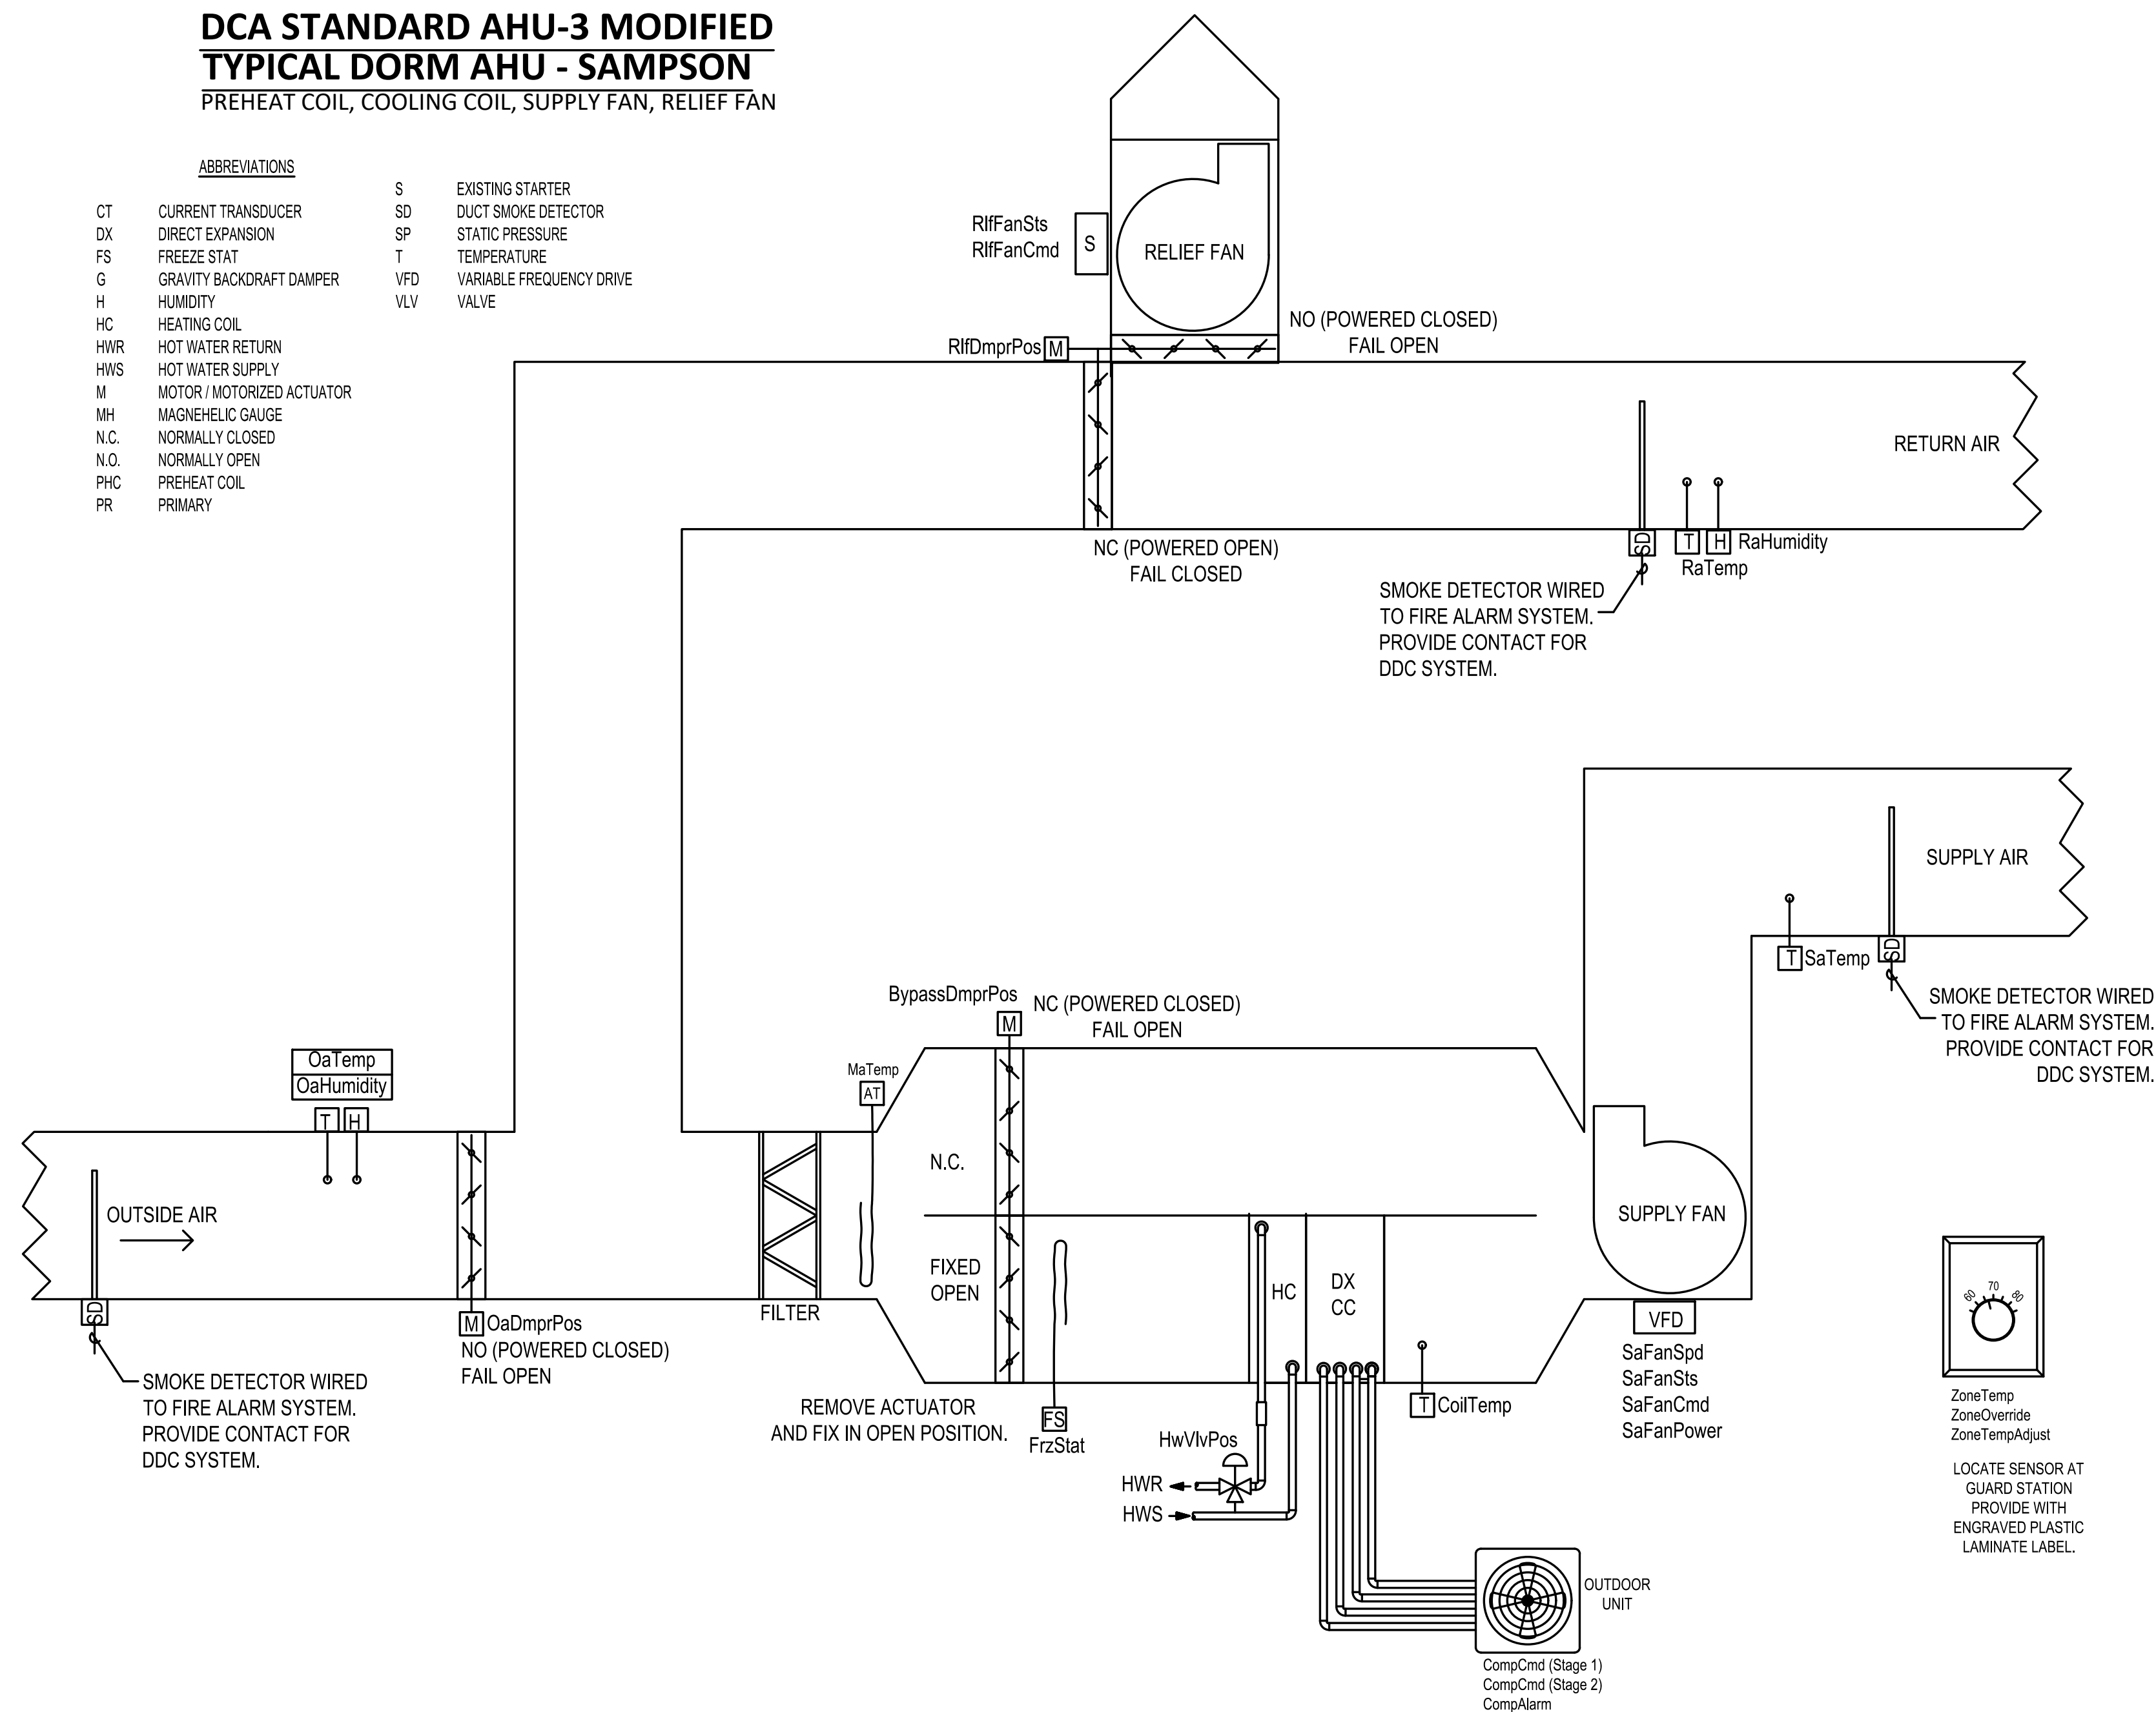 DCA STANDARD AHU-3 MODIFIED
TYPICAL DORM AHU - SAMPSON
PREHEAT COIL, COOLING COIL, SUPPLY FAN, RELIEF FAN
ABBREVIATIONS
CT CURRENT TRANSDUCER
DX DIRECT EXPANSION
FS FREEZE STAT
G GRAVITY BACKDRAFT DAMPER
H HUMIDITY
HC HEATING COIL
HWR HOT WATER RETURN
HWS HOT WATER SUPPLY
M MOTOR / MOTORIZED ACTUATOR
MH MAGNEHELIC GAUGE
N.C. NORMALLY CLOSED
N.O. NORMALLY OPEN
PHC PREHEAT COIL
PR PRIMARY
S EXISTING STARTER
SD DUCT SMOKE DETECTOR
SP STATIC PRESSURE
T TEMPERATURE
VFD VARIABLE FREQUENCY DRIVE
VLV VALVE
RlfFanSts
RlfFanCmd
S
RELIEF FAN
RlfDmprPos
M
NO (POWERED CLOSED)
FAIL OPEN
NC (POWERED OPEN)
FAIL CLOSED
RETURN AIR
SD
T
H
RaHumidity
RaTemp
SMOKE DETECTOR WIRED
TO FIRE ALARM SYSTEM.
PROVIDE CONTACT FOR
DDC SYSTEM.
SUPPLY AIR
T
SaTemp
SD
SMOKE DETECTOR WIRED
TO FIRE ALARM SYSTEM.
PROVIDE CONTACT FOR
DDC SYSTEM.
BypassDmprPos
M
NC (POWERED CLOSED)
FAIL OPEN
OaTemp
OaHumidity
T
H
MaTemp
AT
OUTSIDE AIR
SD
SMOKE DETECTOR WIRED
TO FIRE ALARM SYSTEM.
PROVIDE CONTACT FOR
DDC SYSTEM.
M
OaDmprPos
NO (POWERED CLOSED)
FAIL OPEN
FILTER
N.C.
FIXED
OPEN
REMOVE ACTUATOR
AND FIX IN OPEN POSITION.
FS
FrzStat
HC
DX
CC
T
CoilTemp
HwVlvPos
HWR
HWS
SUPPLY FAN
VFD
SaFanSpd
SaFanSts
SaFanCmd
SaFanPower
OUTDOOR
UNIT
CompCmd (Stage 1)
CompCmd (Stage 2)
CompAlarm
60 70 80
ZoneTemp
ZoneOverride
ZoneTempAdjust
LOCATE SENSOR AT
GUARD STATION
PROVIDE WITH
ENGRAVED PLASTIC
LAMINATE LABEL.